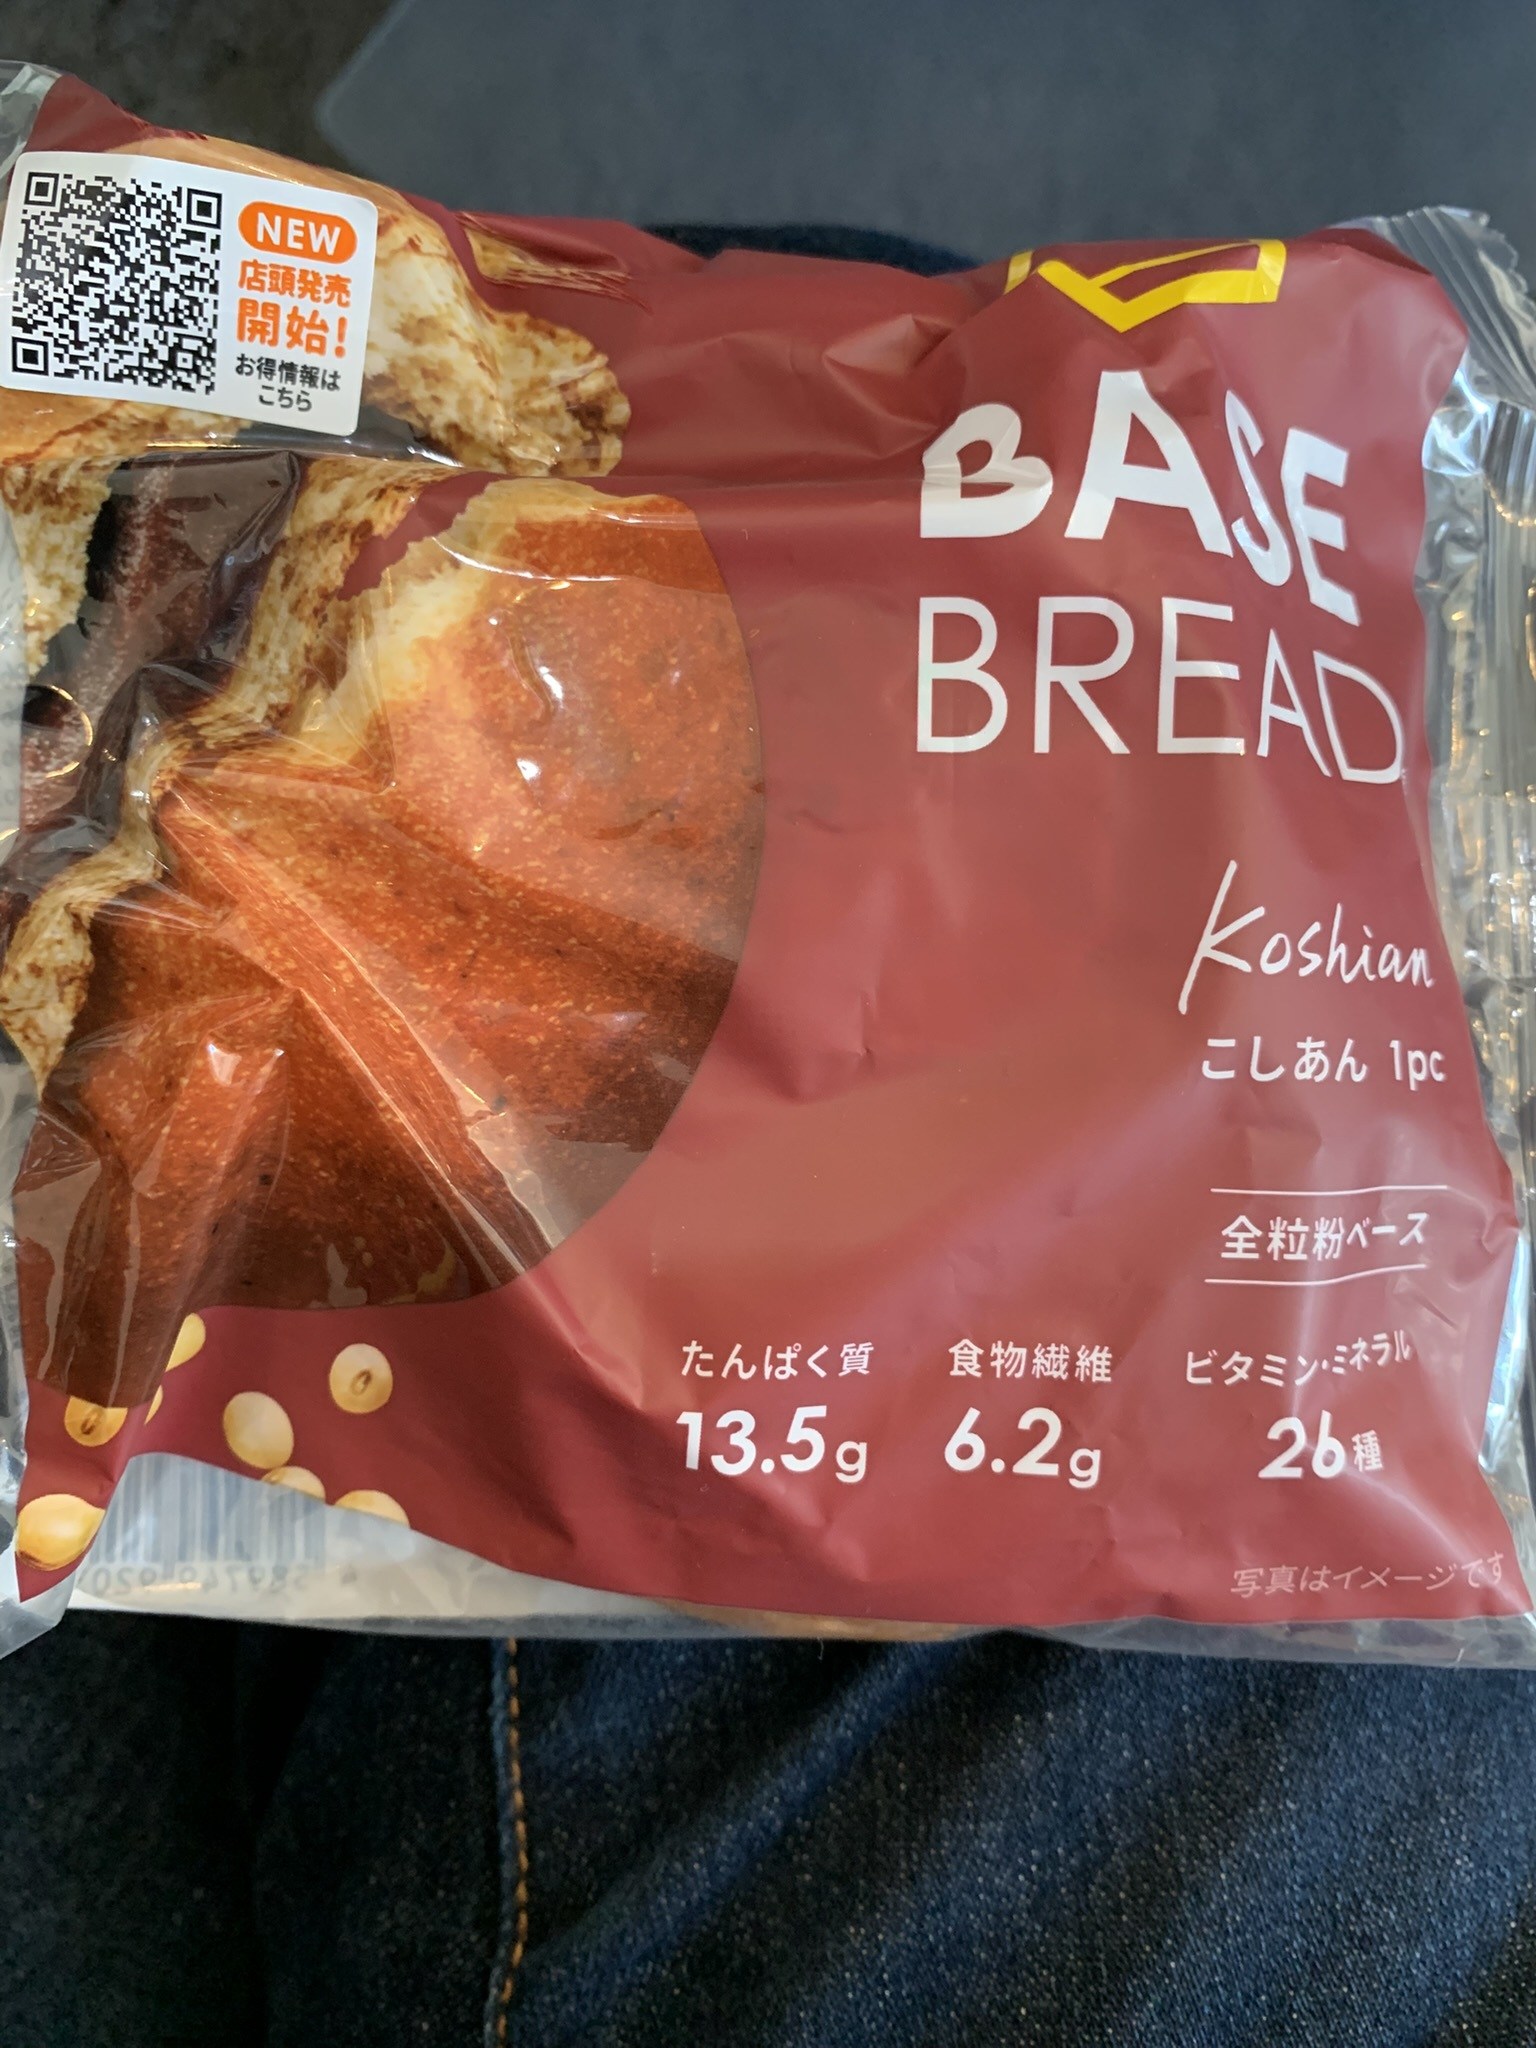 NEW
店頭発売
開始!
お得情報は
こちら
BASE
BREAD
Koshian
こしあん 1pc
全粒粉ベース
たんぱく質
13.5g
食物繊維
6.2g
ビタミン・ミネラル
26種
写真はイメージです